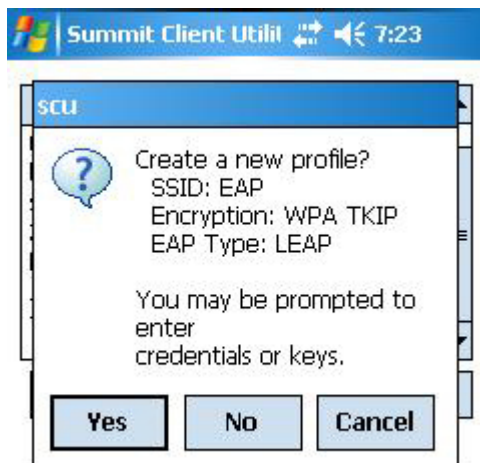 Summit Client Utilit 7:23
scu
Create a new profile?
SSID: EAP
Encryption: WPA TKIP
EAP Type: LEAP
You may be prompted to
enter
credentials or keys.
Yes No Cancel